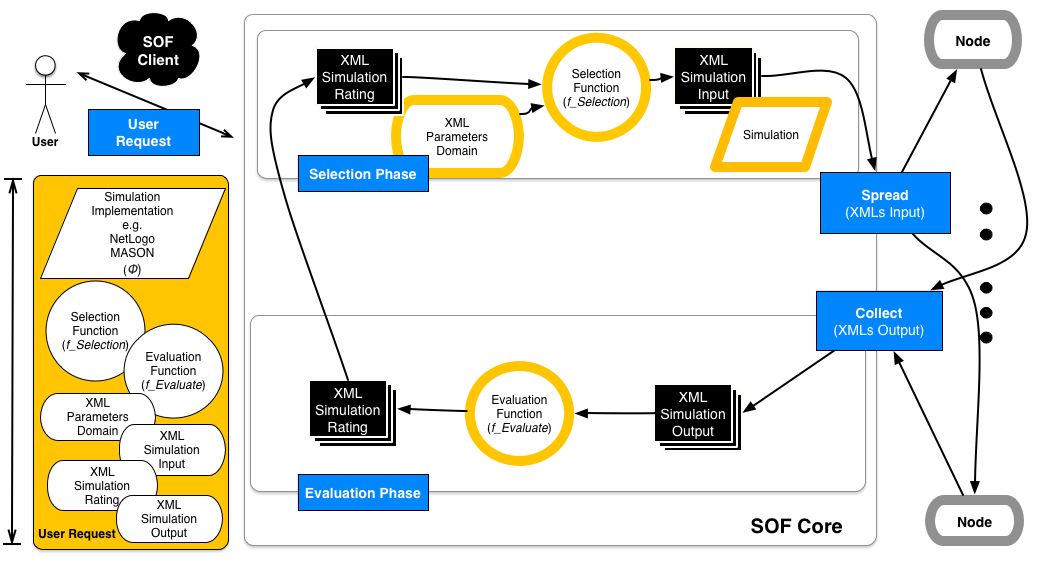 SOF
Client
User
User
Request
Simulation
Implementation
e.g.
NetLogo
MASON
(Φ)
Selection
Function
(f_Selection)
Evaluation
Function
(f_Evaluate)
XML
Parameters
Domain
XML
Simulation
Input
XML
Simulation
Rating
XML
Simulation
Output
User Request
XML
Simulation
Rating
XML
Parameters
Domain
Selection
Function
(f_Selection)
XML
Simulation
Input
Simulation
Selection Phase
Spread
(XMLs Input)
Node
Collect
(XMLs Output)
XML
Simulation
Rating
Evaluation
Function
(f_Evaluate)
XML
Simulation
Output
Evaluation Phase
SOF Core
Node